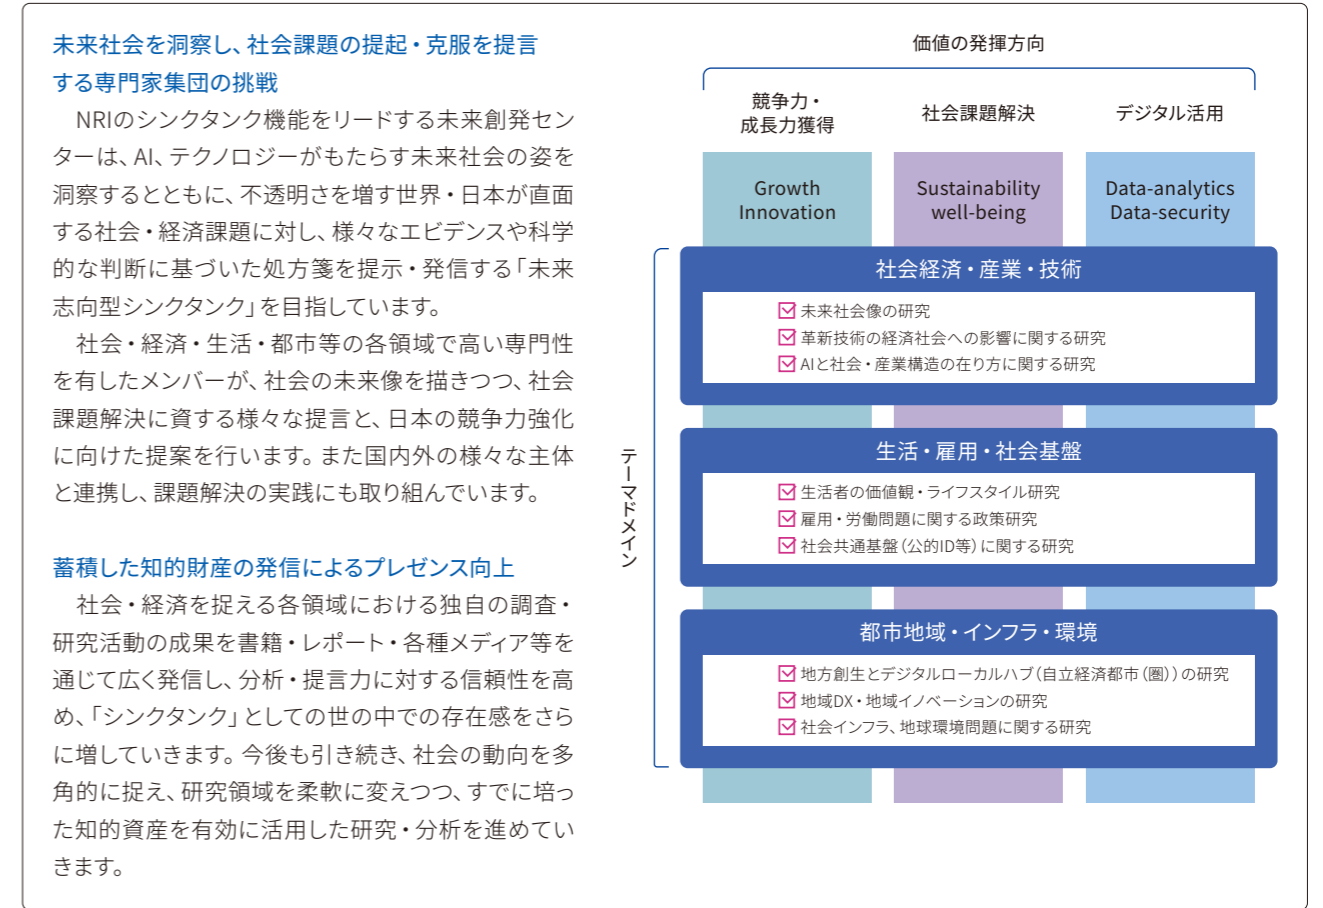 未来社会を洞察し、社会課題の提起・克服を提言
する専門家集団の挑戦
　NRIのシンクタンク機能をリードする未来創発セン
ターは、AI、テクノロジーがもたらす未来社会の姿を
洞察するとともに、不透明さを増す世界・日本が直面
する社会・経済課題に対し、様々なエビデンスや科学
的な判断に基づいた処方箋を提示・発信する「未来
志向型シンクタンク」を目指しています。
　社会・経済・生活・都市等の各領域で高い専門性
を有したメンバーが、社会の未来像を描きつつ、社会
課題解決に資する様々な提言と、日本の競争力強化
に向けた提案を行います。また国内外の様々な主体
と連携し、課題解決の実践にも取り組んでいます。
蓄積した知的財産の発信によるプレゼンス向上
　社会・経済を捉える各領域における独自の調査・
研究活動の成果を書籍・レポート・各種メディア等を
通じて広く発信し、分析・提言力に対する信頼性を高
め、「シンクタンク」としての世の中での存在感をさら
に増していきます。今後も引き続き、社会の動向を多
角的に捉え、研究領域を柔軟に変えつつ、すでに培っ
た知的資産を有効に活用した研究・分析を進めてい
きます。
価値の発揮方向
競争力・
成長力獲得
社会課題解決
デジタル活用
Growth
Innovation
Sustainability
well-being
Data-analytics
Data-security
テーマドメイン
社会経済・産業・技術
未来社会像の研究
革新技術の経済社会への影響に関する研究
AIと社会・産業構造の在り方に関する研究
生活・雇用・社会基盤
生活者の価値観・ライフスタイル研究
雇用・労働問題に関する政策研究
社会共通基盤（公的ID等）に関する研究
都市地域・インフラ・環境
地方創生とデジタルローカルハブ（自立経済都市（圏））の研究
地域DX・地域イノベーションの研究
社会インフラ、地球環境問題に関する研究